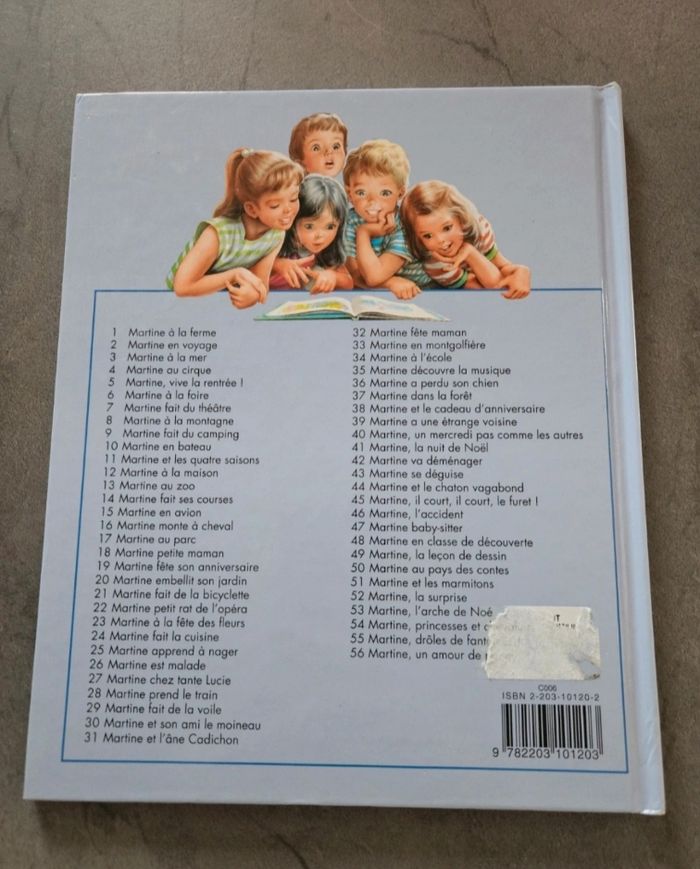 1 Martine à la ferme
2 Martine en voyage
3 Martine à la mer
4 Martine au cirque
5 Martine, vive la rentrée !
6 Martine à la foire
7 Martine fait du théâtre
8 Martine à la montagne
9 Martine fait du camping
10 Martine en bateau
11 Martine et les quatre saisons
12 Martine à la maison
13 Martine au zoo
14 Martine fait ses courses
15 Martine en avion
16 Martine monte à cheval
17 Martine au parc
18 Martine petite maman
19 Martine fête son anniversaire
20 Martine embellit son jardin
21 Martine fait de la bicyclette
22 Martine petit rat de l'opéra
23 Martine à la fête des fleurs
24 Martine fait la cuisine
25 Martine apprend à nager
26 Martine est malade
27 Martine chez tante Lucie
28 Martine prend le train
29 Martine fait de la voile
30 Martine et son ami le moineau
31 Martine et l'âne Cadichon
32 Martine fête maman
33 Martine en montgolfière
34 Martine à l'école
35 Martine découvre la musique
36 Martine a perdu son chien
37 Martine dans la forêt
38 Martine et le cadeau d'anniversaire
39 Martine a une étrange voisine
40 Martine, un mercredi pas comme les autres
41 Martine, la nuit de Noël
42 Martine va déménager
43 Martine se déguise
44 Martine et le chaton vagabond
45 Martine, il court, il court, le furet !
46 Martine, l'accident
47 Martine baby-sitter
48 Martine en classe de découverte
49 Martine, la leçon de dessin
50 Martine au pays des contes
51 Martine et les marmitons
52 Martine, la surprise
53 Martine, l'arche de Noé
54 Martine, princesses et
55 Martine, drôles de
56 Martine, un amour de
C006
ISBN 2-203-10120-2
9 782203 101203